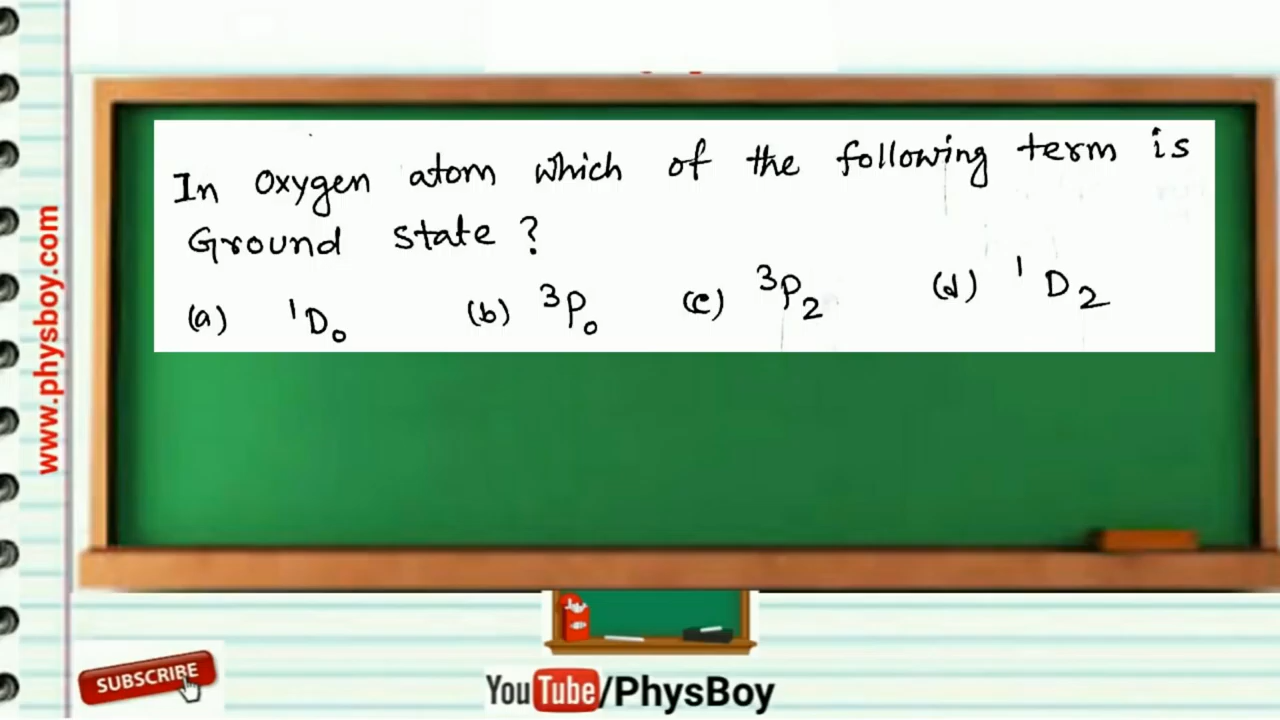 In oxygen atom which of the following term is
Ground state ?
(a) ¹D₀ (b) ³P₀ (c) ³P₂ (d) ¹D₂
www.physboy.com
SUBSCRIBE
YouTube/PhysBoy